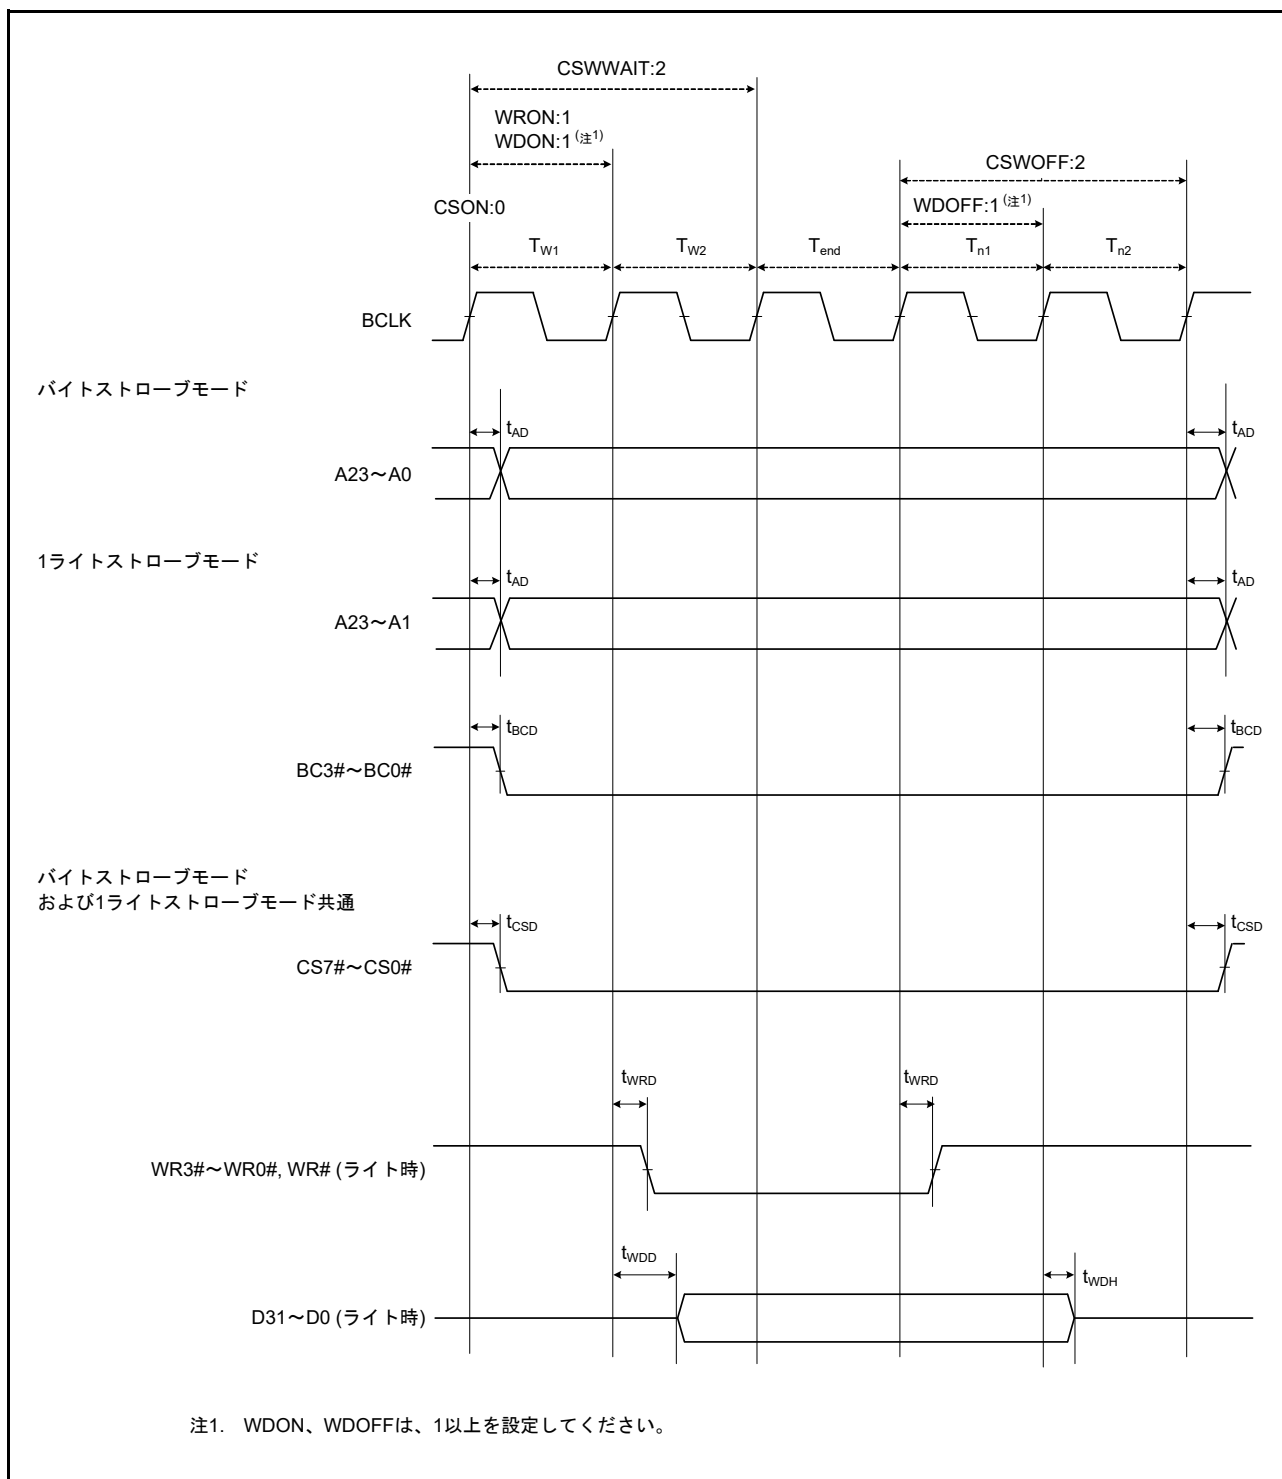 CSWWAIT:2
WRON:1
WDON:1 (注1)
CSWOFF:2
WDOFF:1 (注1)
CSON:0
TW1
TW2
Tend
Tn1
Tn2
BCLK
バイトストローブモード
tAD
tAD
A23～A0
1ライトストローブモード
tAD
tAD
A23～A1
tBCD
tBCD
BC3#～BC0#
バイトストローブモード
および1ライトストローブモード共通
tCSD
tCSD
CS7#～CS0#
tWRD
tWRD
WR3#～WR0#, WR# (ライト時)
tWDD
tWDH
D31～D0 (ライト時)
注1. WDON、WDOFFは、1以上を設定してください。